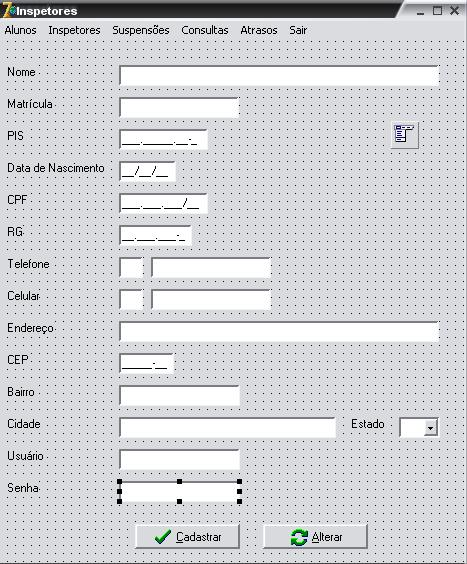 Inspetores
Alunos Inspetores Suspensões Consultas Atrasos Sair
Nome
Matrícula
PIS ___._____.__-_
Data de Nascimento __/__/__
CPF ___.___.___/__
RG __.___.___-_
Telefone
Celular
Endereço
CEP _____-__
Bairro
Cidade Estado
Usuário
Senha
Cadastrar Alterar